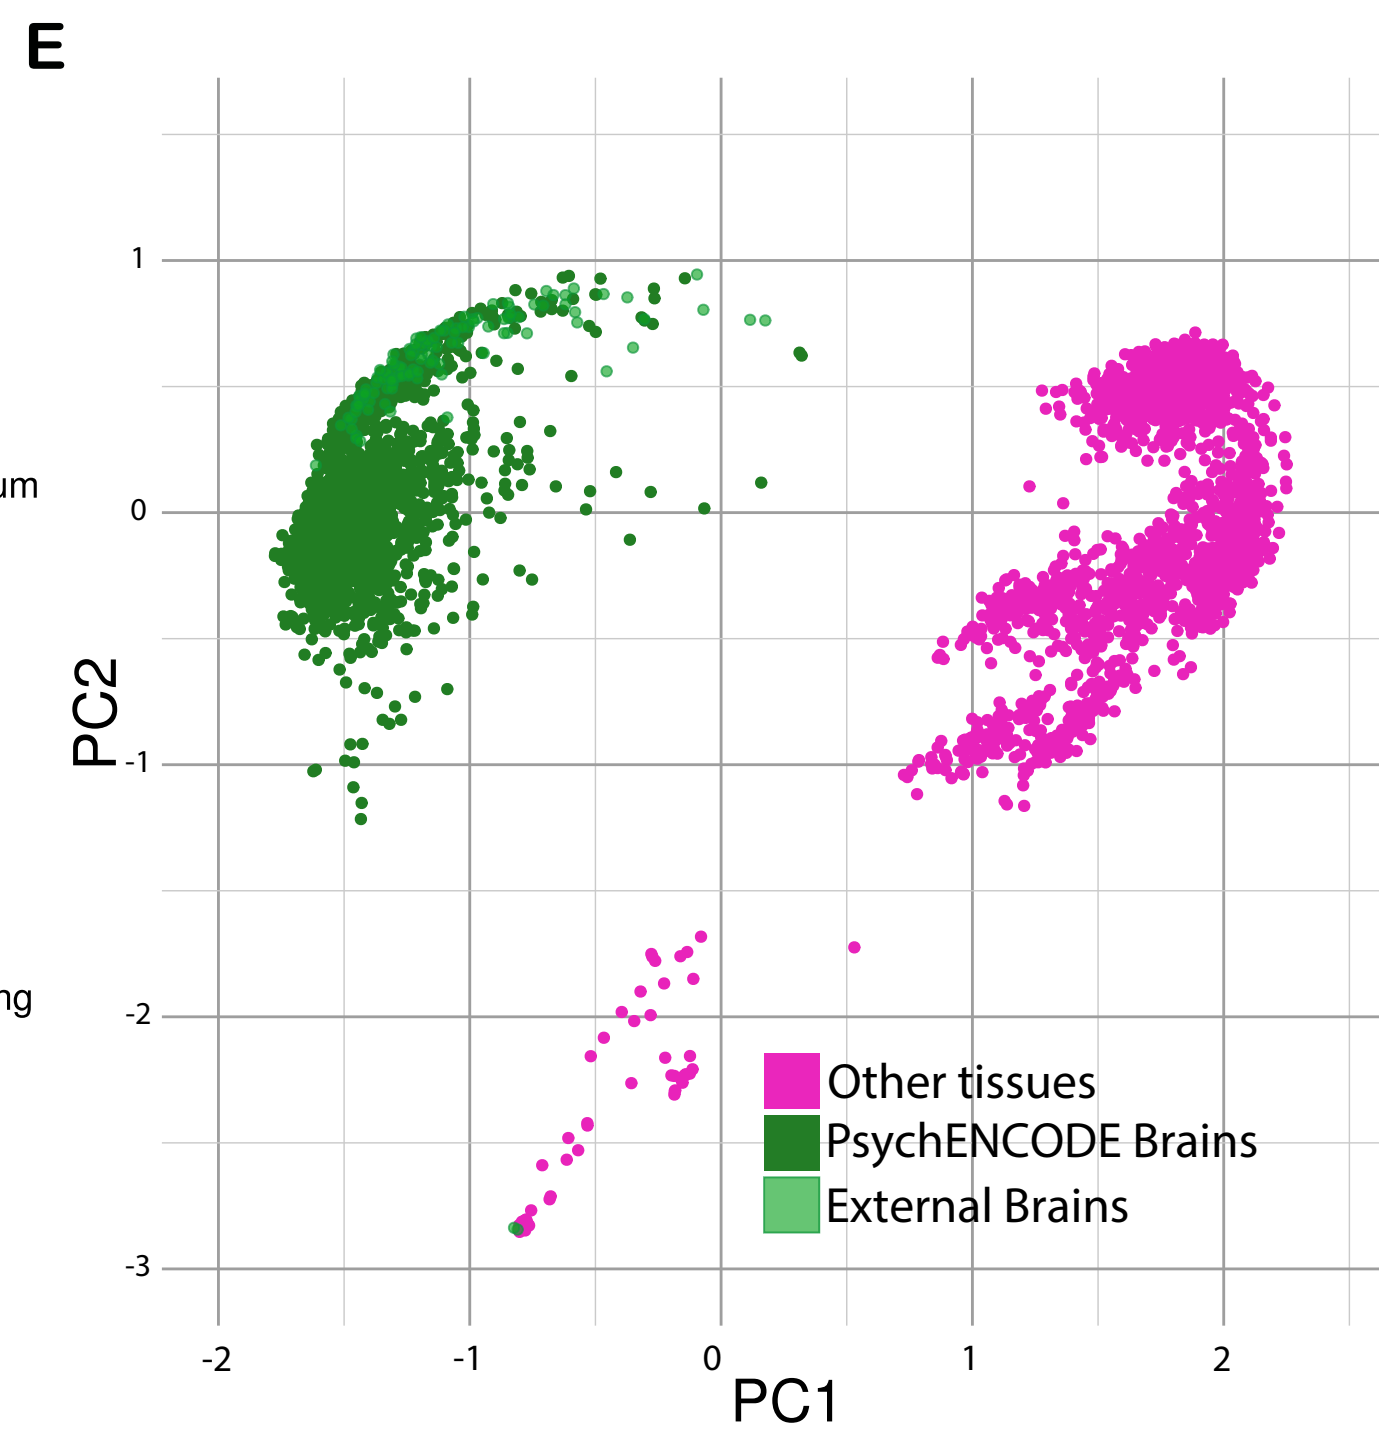 E
um
ng
PC2
1
0
-1
-2
-3
Other tissues
PsychENCODE Brains
External Brains
-2 -1 0 1 2
PC1